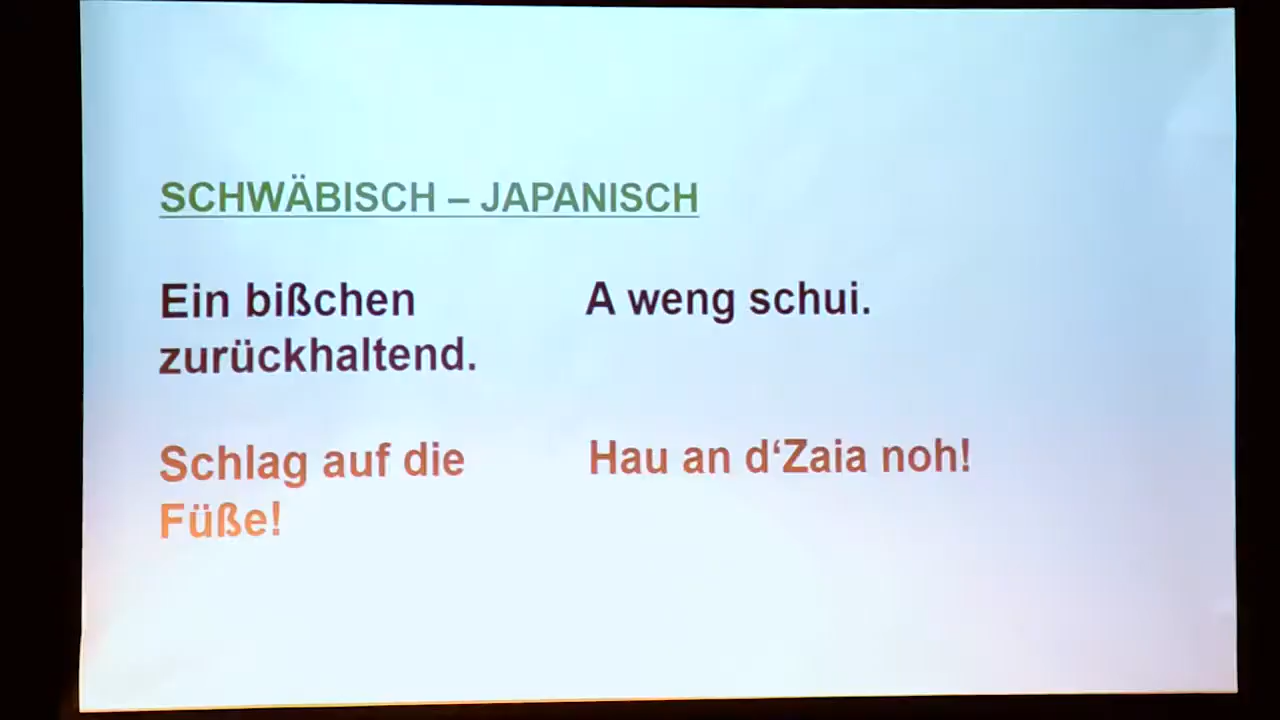 SCHWÄBISCH – JAPANISCH
Ein bißchen
zurückhaltend.
A weng schui.
Schlag auf die
Füße!
Hau an d‘Zaia noh!